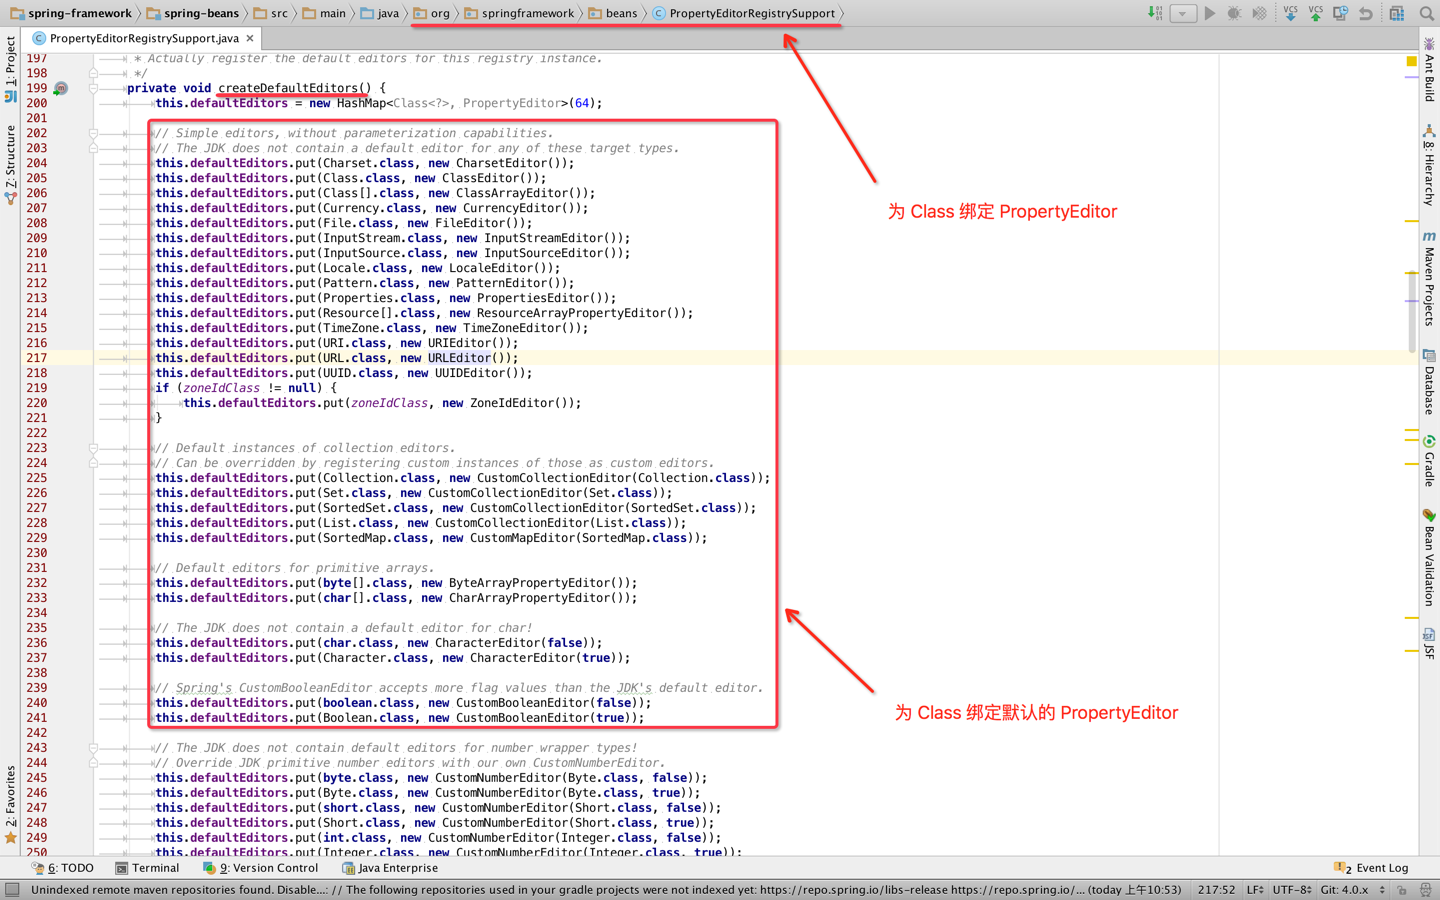 spring-framework spring-beans src main java org springframework beans PropertyEditorRegistrySupport
PropertyEditorRegistrySupport.java
1: Project
Z: Structure
2: Favorites
197 * Actually register the default editors for this registry instance.
198 */
199 private void createDefaultEditors() {
200 this.defaultEditors = new HashMap<Class<?>, PropertyEditor>(64);
201
202 // Simple editors, without parameterization capabilities.
203 // The JDK does not contain a default editor for any of these target types.
204 this.defaultEditors.put(Charset.class, new CharsetEditor());
205 this.defaultEditors.put(Class.class, new ClassEditor());
206 this.defaultEditors.put(Class[].class, new ClassArrayEditor());
207 this.defaultEditors.put(Currency.class, new CurrencyEditor());
208 this.defaultEditors.put(File.class, new FileEditor());
209 this.defaultEditors.put(InputStream.class, new InputStreamEditor());
210 this.defaultEditors.put(InputSource.class, new InputSourceEditor());
211 this.defaultEditors.put(Locale.class, new LocaleEditor());
212 this.defaultEditors.put(Pattern.class, new PatternEditor());
213 this.defaultEditors.put(Properties.class, new PropertiesEditor());
214 this.defaultEditors.put(Resource[].class, new ResourceArrayPropertyEditor());
215 this.defaultEditors.put(TimeZone.class, new TimeZoneEditor());
216 this.defaultEditors.put(URI.class, new URIEditor());
217 this.defaultEditors.put(URL.class, new URLEditor());
218 this.defaultEditors.put(UUID.class, new UUIDEditor());
219 if (zoneIdClass != null) {
220 this.defaultEditors.put(zoneIdClass, new ZoneIdEditor());
221 }
222
223 // Default instances of collection editors.
224 // Can be overridden by registering custom instances of those as custom editors.
225 this.defaultEditors.put(Collection.class, new CustomCollectionEditor(Collection.class));
226 this.defaultEditors.put(Set.class, new CustomCollectionEditor(Set.class));
227 this.defaultEditors.put(SortedSet.class, new CustomCollectionEditor(SortedSet.class));
228 this.defaultEditors.put(List.class, new CustomCollectionEditor(List.class));
229 this.defaultEditors.put(SortedMap.class, new CustomMapEditor(SortedMap.class));
230
231 // Default editors for primitive arrays.
232 this.defaultEditors.put(byte[].class, new ByteArrayPropertyEditor());
233 this.defaultEditors.put(char[].class, new CharArrayPropertyEditor());
234
235 // The JDK does not contain a default editor for char!
236 this.defaultEditors.put(char.class, new CharacterEditor(false));
237 this.defaultEditors.put(Character.class, new CharacterEditor(true));
238
239 // Spring's CustomBooleanEditor accepts more flag values than the JDK's default editor.
240 this.defaultEditors.put(boolean.class, new CustomBooleanEditor(false));
241 this.defaultEditors.put(Boolean.class, new CustomBooleanEditor(true));
242
243 // The JDK does not contain default editors for number wrapper types!
244 // Override JDK primitive number editors with our own CustomNumberEditor.
245 this.defaultEditors.put(byte.class, new CustomNumberEditor(Byte.class, false));
246 this.defaultEditors.put(Byte.class, new CustomNumberEditor(Byte.class, true));
247 this.defaultEditors.put(short.class, new CustomNumberEditor(Short.class, false));
248 this.defaultEditors.put(Short.class, new CustomNumberEditor(Short.class, true));
249 this.defaultEditors.put(int.class, new CustomNumberEditor(Integer.class, false));
250 this.defaultEditors.put(Integer.class, new CustomNumberEditor(Integer.class, true));
为 Class 绑定 PropertyEditor
为 Class 绑定默认的 PropertyEditor
VCS VCS
Ant Build
8: Hierarchy
m Maven Projects
Database
Gradle
Bean Validation
JSF
6: TODO Terminal 9: Version Control Java Enterprise 2 Event Log
Unindexed remote maven repositories found. Disable...: // The following repositories used in your gradle projects were not indexed yet: https://repo.spring.io/libs-release https://repo.spring.io/... (today 上午10:53) 217:52 LF UTF-8 Git: 4.0.x